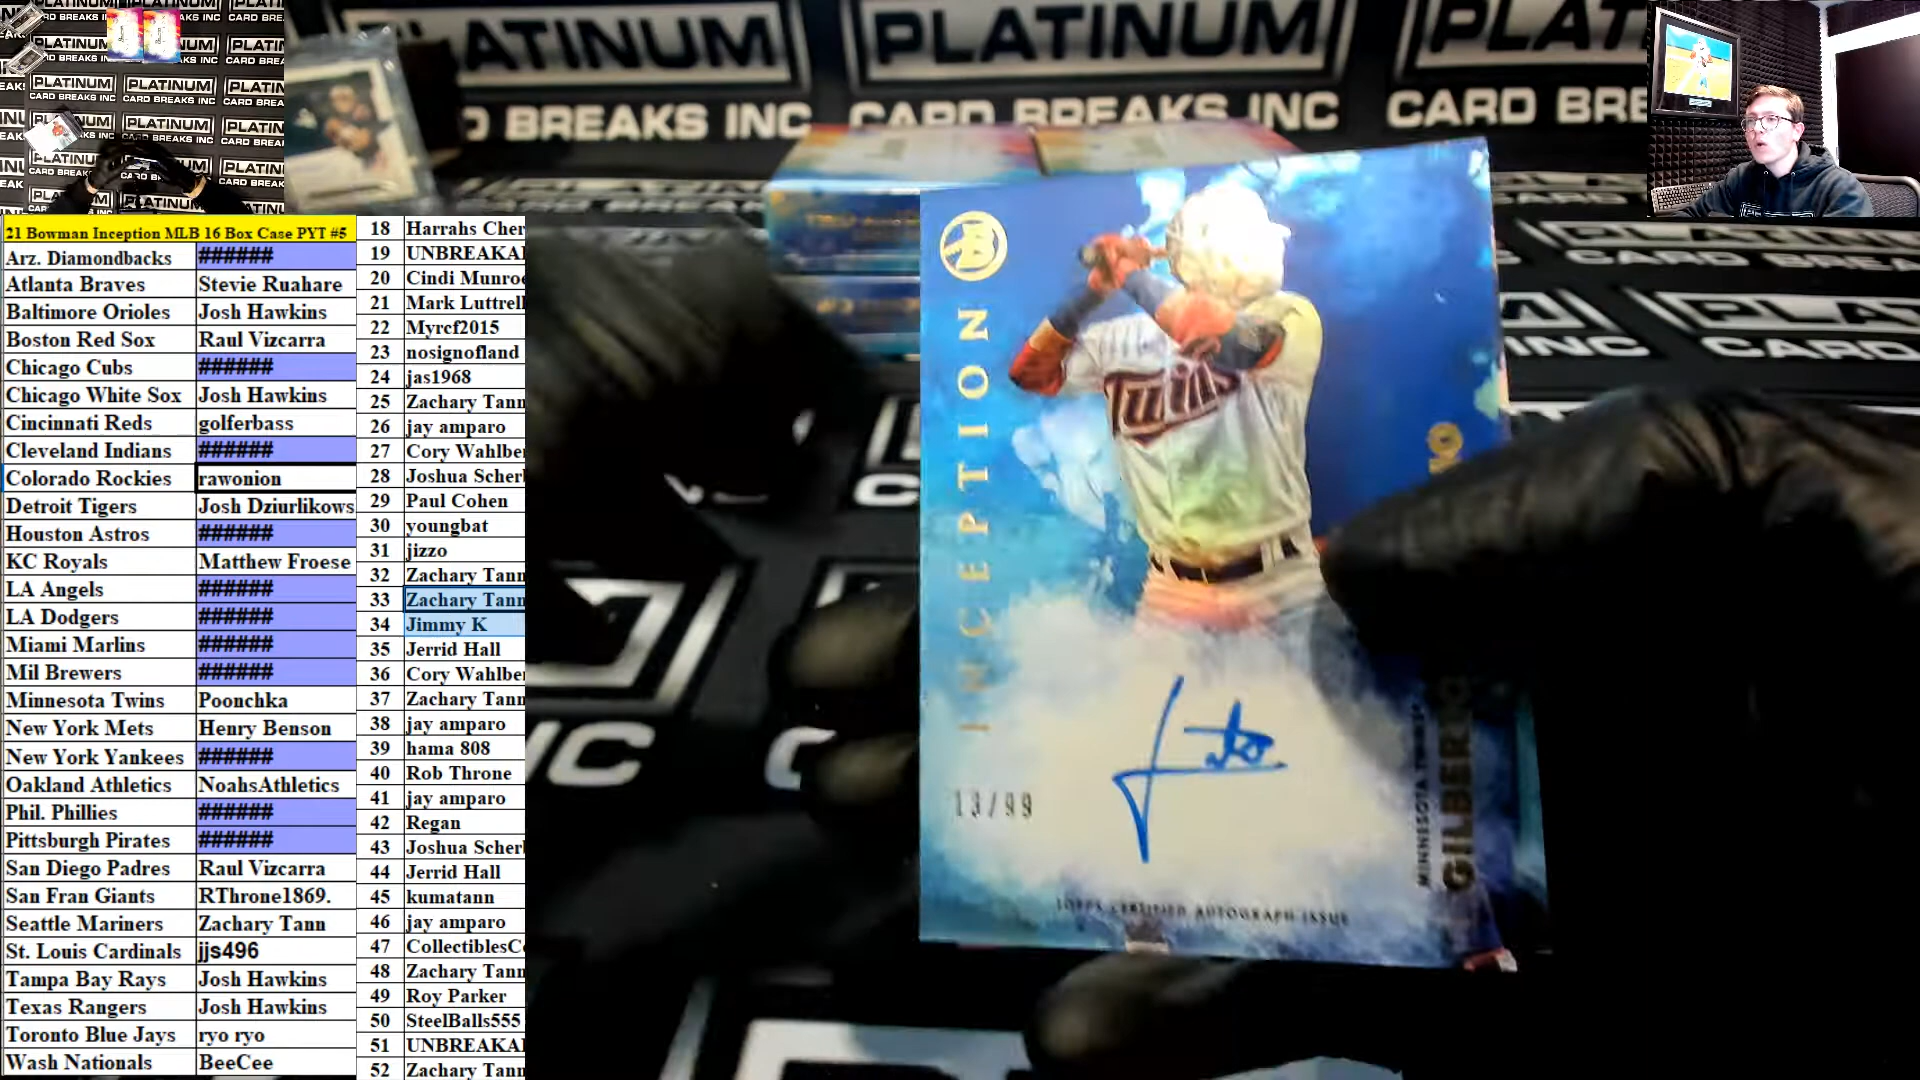 21 Bowman Inception MLB 16 Box Case PYT #5
Arz. Diamondbacks ######
Atlanta Braves Stevie Ruahare
Baltimore Orioles Josh Hawkins
Boston Red Sox Raul Vizcarra
Chicago Cubs ######
Chicago White Sox Josh Hawkins
Cincinnati Reds golferbass
Cleveland Indians ######
Colorado Rockies rawonion
Detroit Tigers Josh Dziurlikows
Houston Astros ######
KC Royals Matthew Froese
LA Angels ######
LA Dodgers ######
Miami Marlins ######
Mil Brewers ######
Minnesota Twins Poonchka
New York Mets Henry Benson
New York Yankees ######
Oakland Athletics NoahsAthletics
Phil. Phillies ######
Pittsburgh Pirates ######
San Diego Padres Raul Vizcarra
San Fran Giants RThrone1869.
Seattle Mariners Zachary Tann
St. Louis Cardinals jjs496
Tampa Bay Rays Josh Hawkins
Texas Rangers Josh Hawkins
Toronto Blue Jays ryo ryo
Wash Nationals BeeCee
18 Harrahs Cher
19 UNBREAKA
20 Cindi Munroe
21 Mark Luttrell
22 Myrcf2015
23 nosignofland
24 jas1968
25 Zachary Tann
26 jay amparo
27 Cory Wahlbe
28 Joshua Scher
29 Paul Cohen
30 youngbat
31 jizzo
32 Zachary Tann
33 Zachary Tann
34 Jimmy K
35 Jerrid Hall
36 Cory Wahlbe
37 Zachary Tann
38 jay amparo
39 hama 808
40 Rob Throne
41 jay amparo
42 Regan
43 Joshua Scher
44 Jerrid Hall
45 kumatann
46 jay amparo
47 CollectiblesC
48 Zachary Tann
49 Roy Parker
50 SteelBalls555
51 UNBREAKA
52 Zachary Tann
PLATINUM
CARD BREAKS INC
INCEPTION
Twins
13/99
TOPPS CERTIFIED AUTOGRAPH ISSUE
MINNESOTA TWINS